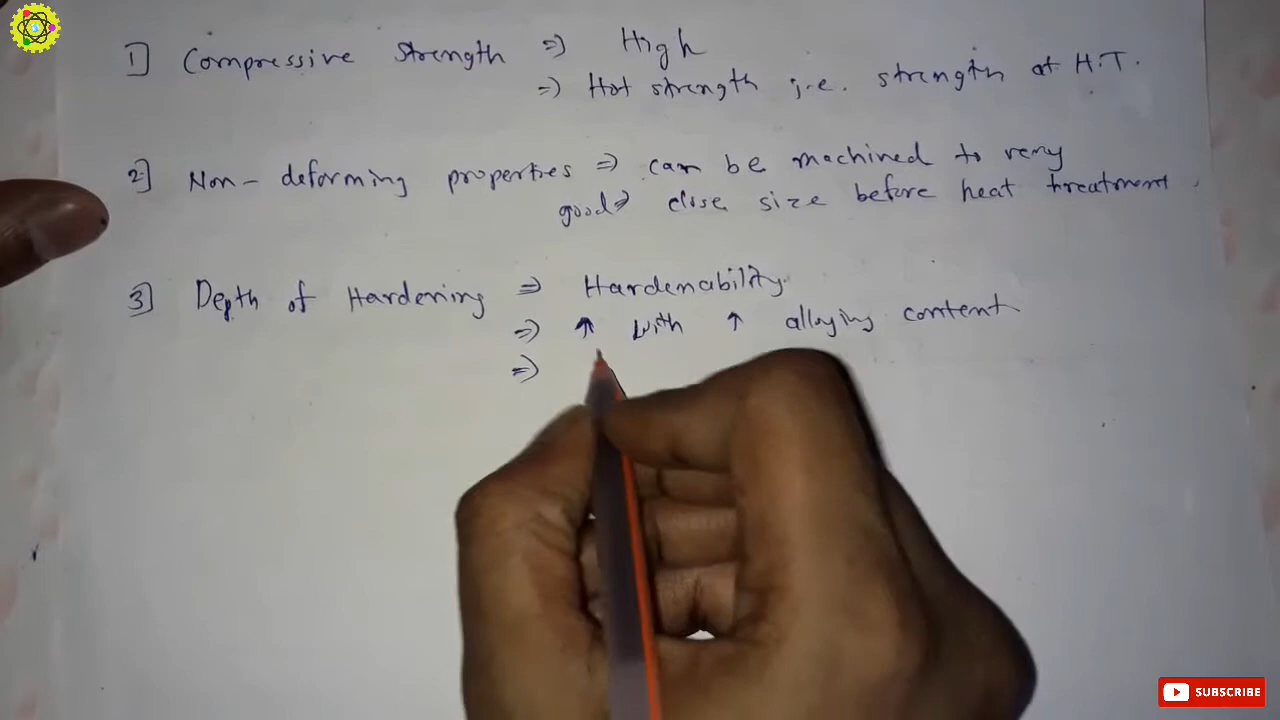 1] Compressive strength ⇒ High
⇒ Hot strength i.e. strength at H.T.
2] Non-deforming properties ⇒ can be machined to very
good⇒ close size before heat treatment.
3] Depth of Hardening ⇒ Hardenability
⇒ ↑ with ↑ alloying content
⇒
SUBSCRIBE